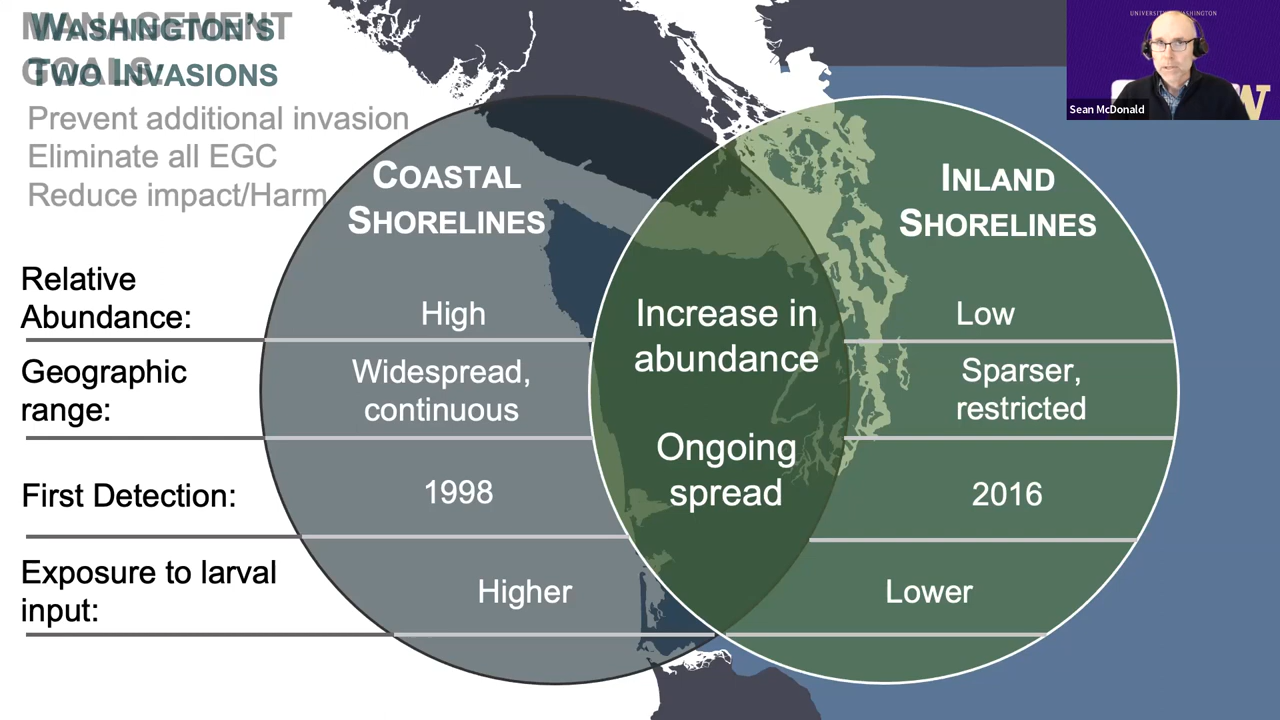 MANAGEMENT
GOALS:
WASHINGTON'S
TWO INVASIONS
Prevent additional invasion
Eliminate all EGC
Reduce impact/Harm
COASTAL
SHORELINES
INLAND
SHORELINES
Relative
Abundance:
High
Increase in
abundance
Low
Geographic
range:
Widespread,
continuous
Sparser,
restricted
Ongoing
spread
First Detection:
1998
2016
Exposure to larval
input:
Higher
Lower
UNIVERSITY of WASHINGTON
W
Sean McDonald